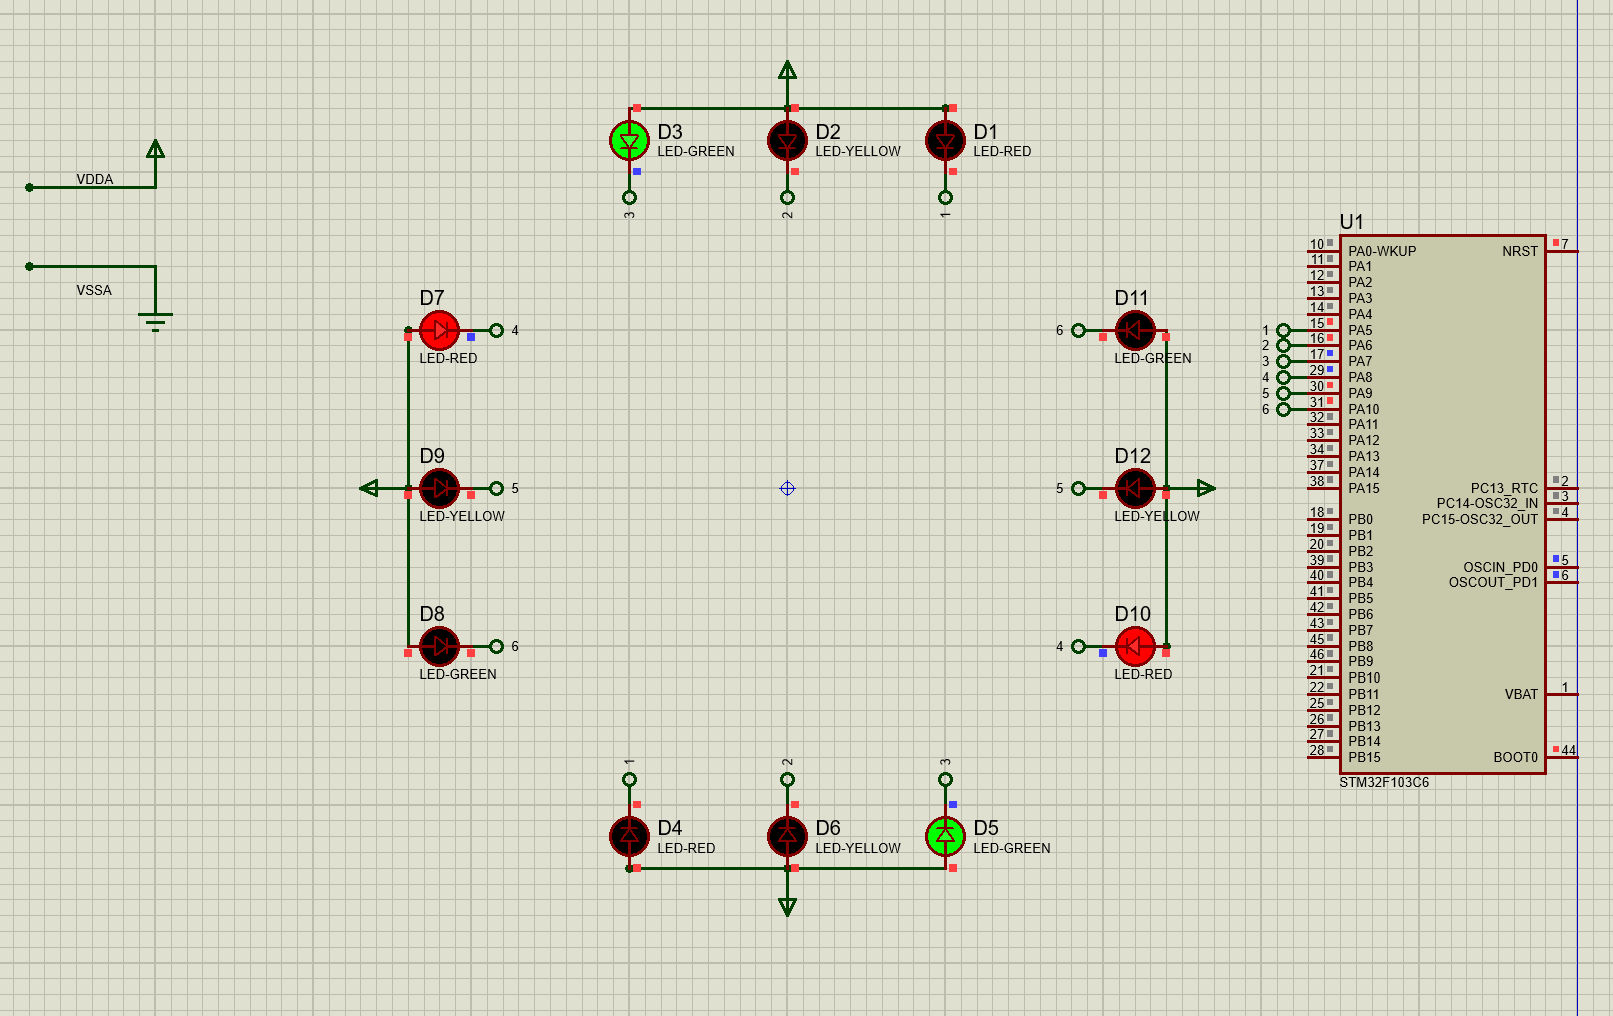 D3
LED-GREEN
D2
LED-YELLOW
D1
LED-RED
3
2
1
VDDA
VSSA
D7
4
LED-RED
D9
5
LED-YELLOW
D8
6
LED-GREEN
D11
6
LED-GREEN
D12
5
LED-YELLOW
D10
4
LED-RED
1
2
3
D4
LED-RED
D6
LED-YELLOW
D5
LED-GREEN
U1
10 PA0-WKUP NRST 7
11 PA1
12 PA2
13 PA3
14 PA4
1 15 PA5
2 16 PA6
3 17 PA7
4 29 PA8
5 30 PA9
6 31 PA10
32 PA11
33 PA12
34 PA13
37 PA14
38 PA15 PC13_RTC 2
PC14-OSC32_IN 3
18 PB0 PC15-OSC32_OUT 4
19 PB1
20 PB2
39 PB3 OSCIN_PD0 5
40 PB4 OSCOUT_PD1 6
41 PB5
42 PB6
43 PB7
45 PB8
46 PB9
21 PB10
22 PB11 VBAT 1
25 PB12
26 PB13
27 PB14
28 PB15 BOOT0 44
STM32F103C6